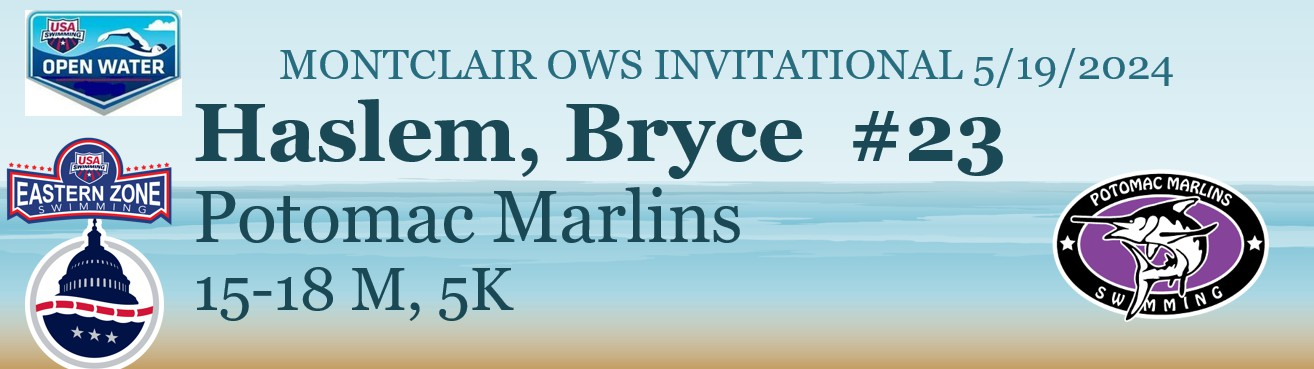 USA
SWIMMING
OPEN WATER
MONTCLAIR OWS INVITATIONAL 5/19/2024
Haslem, Bryce #23
USA
SWIMMING
EASTERN ZONE
SWIMMING
Potomac Marlins
15-18 M, 5K
POTOMAC MARLINS
SWIMMING